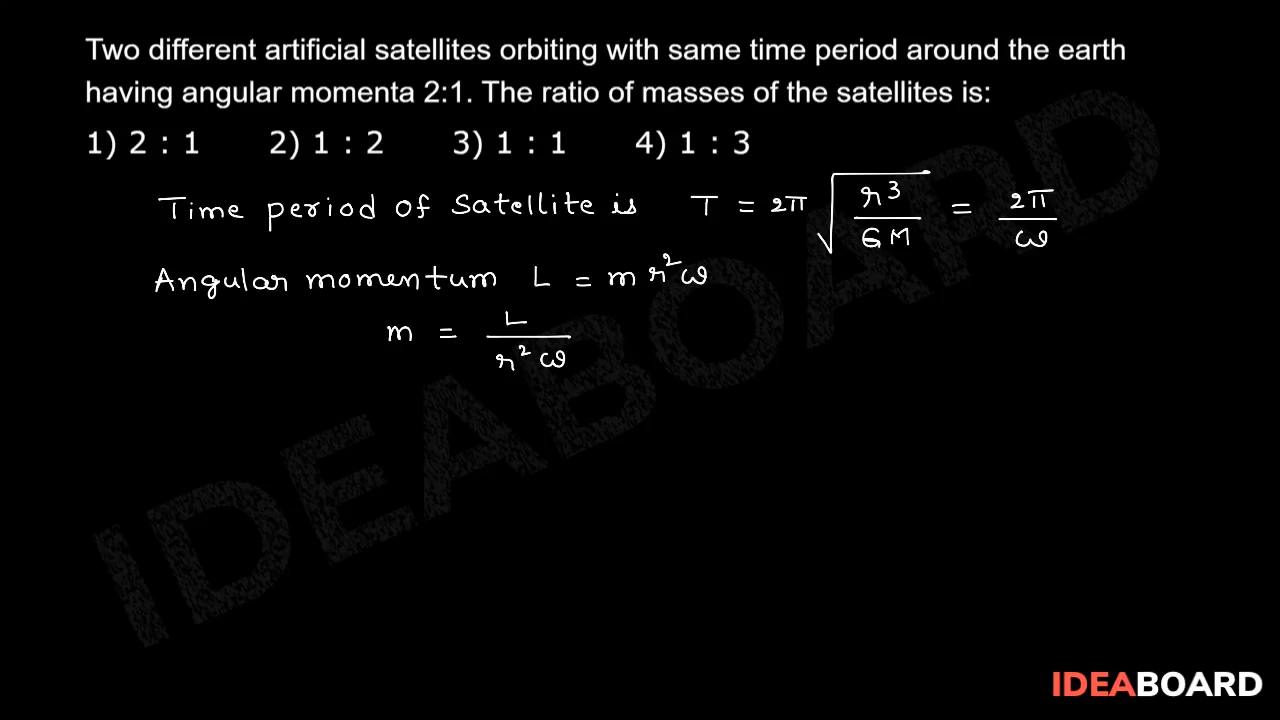 Two different artificial satellites orbiting with same time period around the earth
having angular momenta 2:1. The ratio of masses of the satellites is:
1) 2 : 1 2) 1 : 2 3) 1 : 1 4) 1 : 3
Time period of Satellite is T = 2π √(r³/GM) = 2π/ω
Angular momentum L = m r²ω
m = L/r²ω
IDEABOARD
IDEABOARD